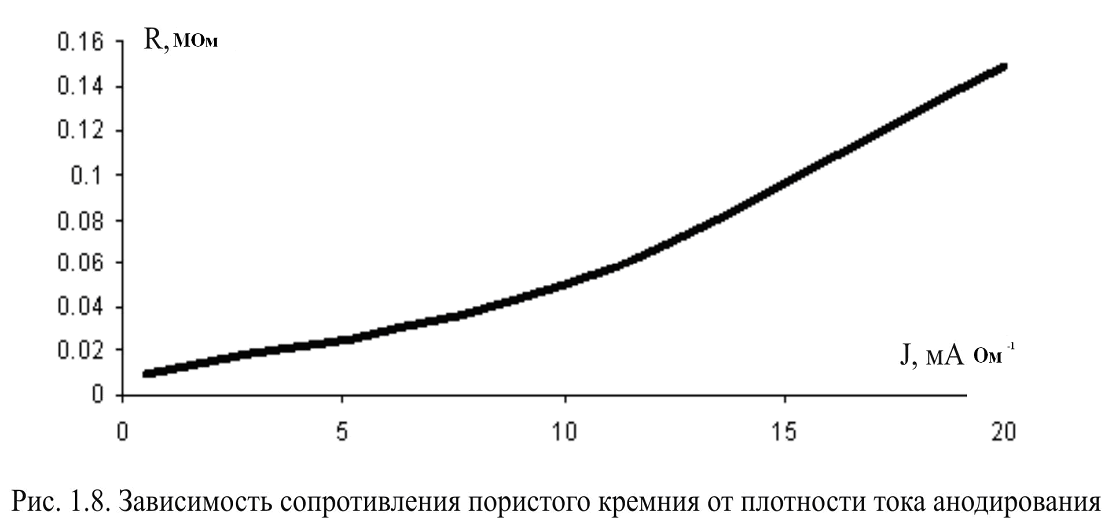 0.16 R, МОм
0.14
0.12
0.1
0.08
0.06
0.04
0.02 J, мА Ом⁻¹
0
0 5 10 15 20
Рис. 1.8. Зависимость сопротивления пористого кремния от плотности тока анодирования